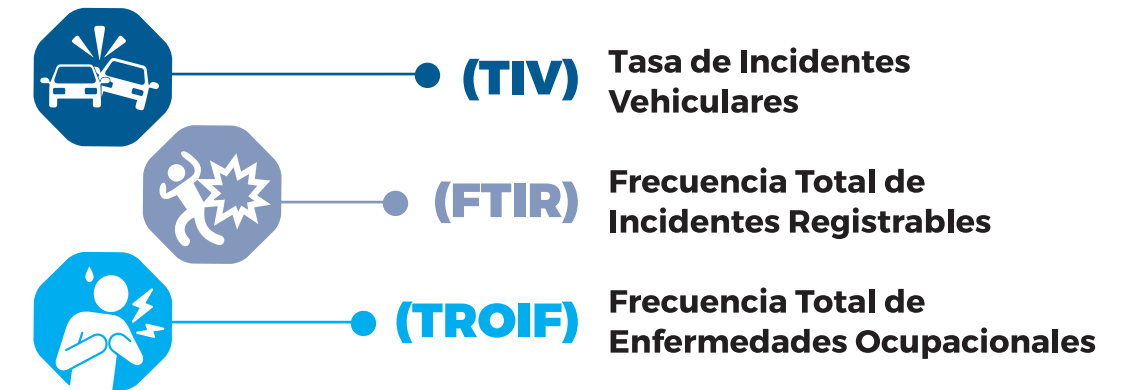 (TIV) Tasa de Incidentes
Vehiculares
(FTIR) Frecuencia Total de
Incidentes Registrables
(TROIF) Frecuencia Total de
Enfermedades Ocupacionales